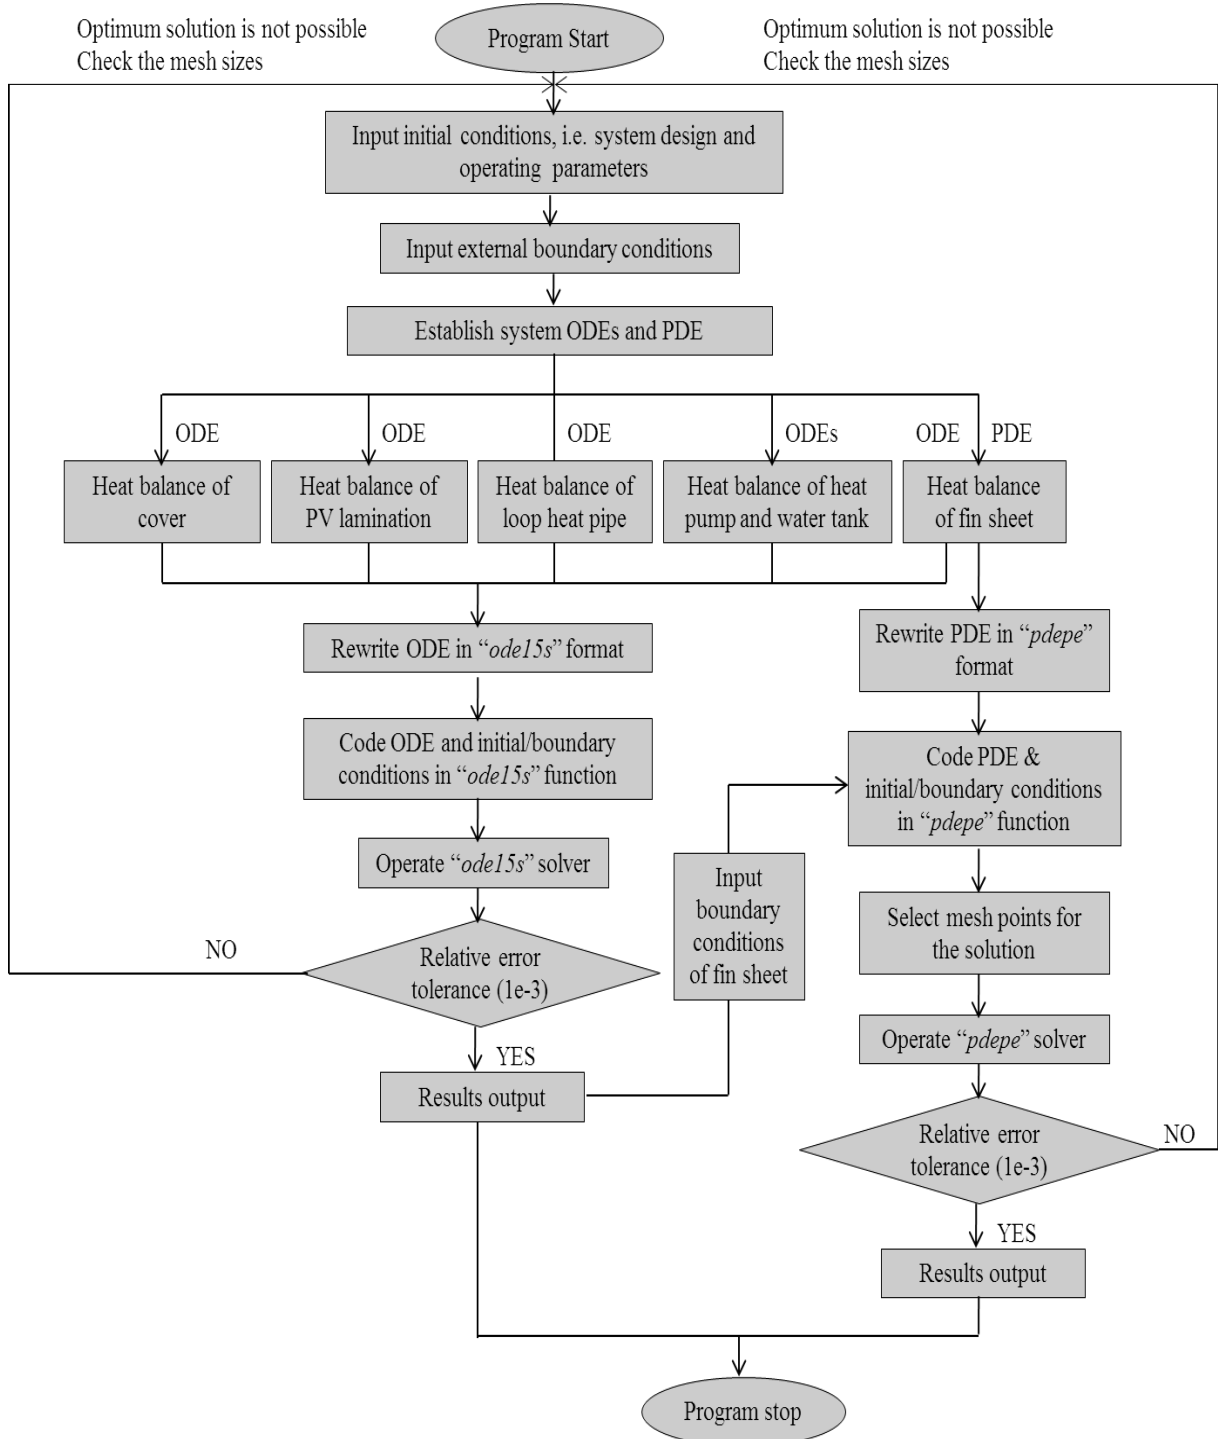 Optimum solution is not possible
Check the mesh sizes
Program Start
Optimum solution is not possible
Check the mesh sizes
Input initial conditions, i.e. system design and
operating parameters
Input external boundary conditions
Establish system ODEs and PDE
ODE
ODE
ODE
ODEs
ODE
PDE
Heat balance of
cover
Heat balance of
PV lamination
Heat balance of
loop heat pipe
Heat balance of heat
pump and water tank
Heat balance
of fin sheet
Rewrite ODE in “ode15s” format
Code ODE and initial/boundary
conditions in “ode15s” function
Operate “ode15s” solver
NO
Relative error
tolerance (1e-3)
YES
Results output
Input
boundary
conditions
of fin sheet
Rewrite PDE in “pdepe”
format
Code PDE &
initial/boundary conditions
in “pdepe” function
Select mesh points for
the solution
Operate “pdepe” solver
Relative error
tolerance (1e-3)
NO
YES
Results output
Program stop